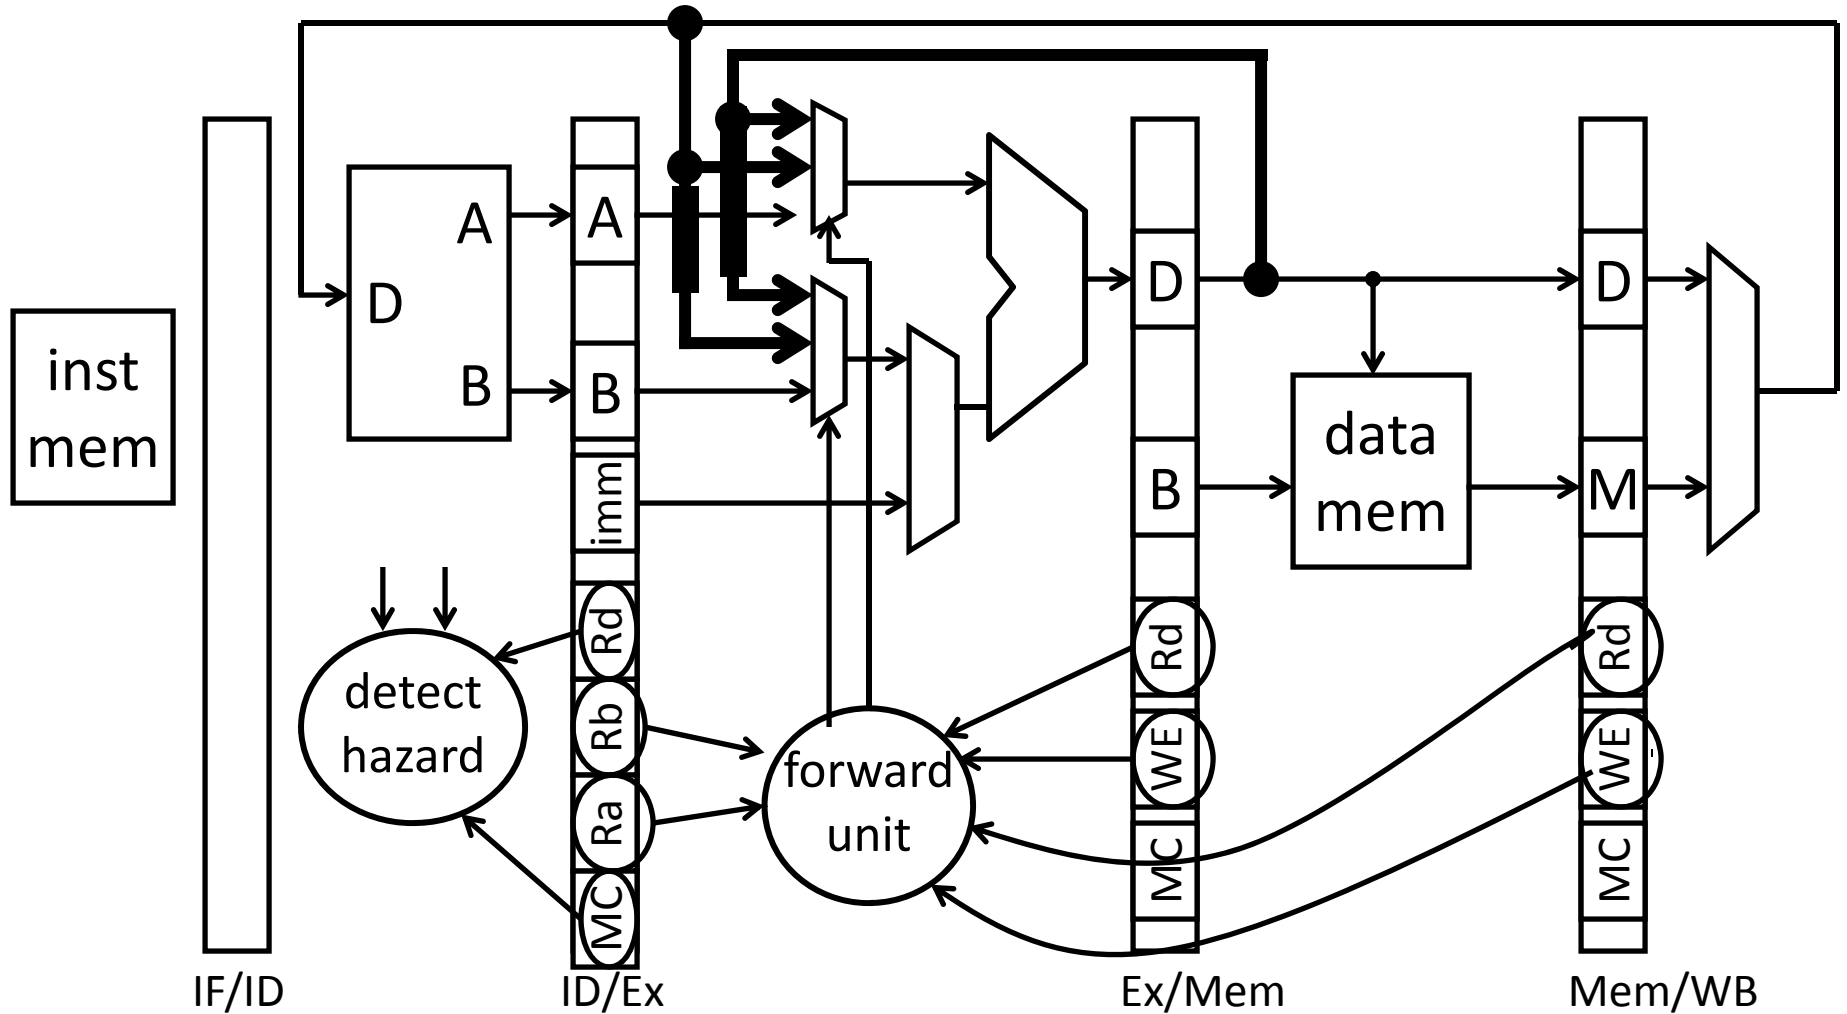 inst
mem
D
A
B
A
B
imm
Rd
Rb
Ra
MC
detect
hazard
forward
unit
D
B
Rd
WE
MC
data
mem
D
M
Rd
WE
MC
IF/ID
ID/Ex
Ex/Mem
Mem/WB